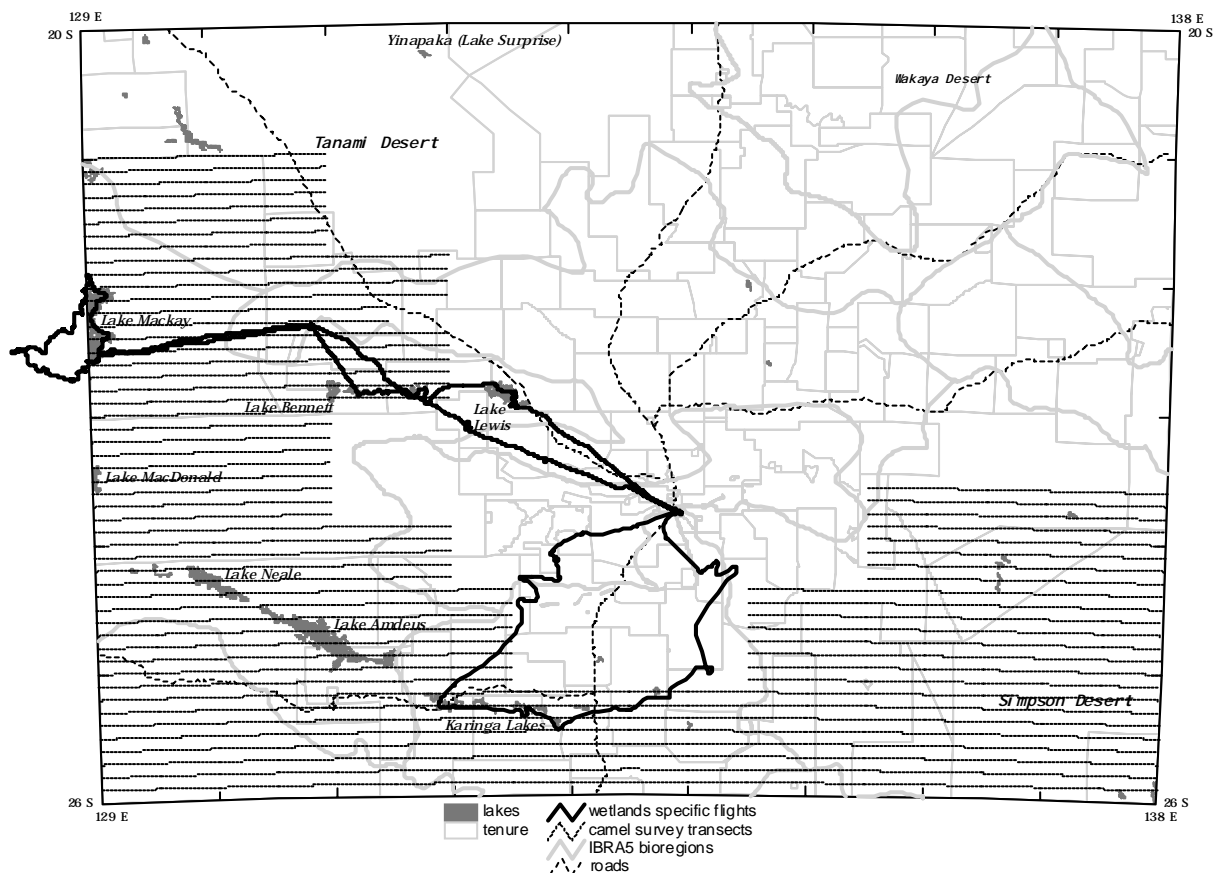 129 E
138 E
20 S
20 S
Yinapaka (Lake Surprise)
Wakaya Desert
Tanami Desert
Lake Mackay
Lake Bennett
Lake
Lewis
Lake MacDonald
Lake Neale
Lake Amdeus
Simpson Desert
Karinga Lakes
26 S
26 S
129 E
138 E
lakes
tenure
wetlands specific flights
camel survey transects
IBRA5 bioregions
roads